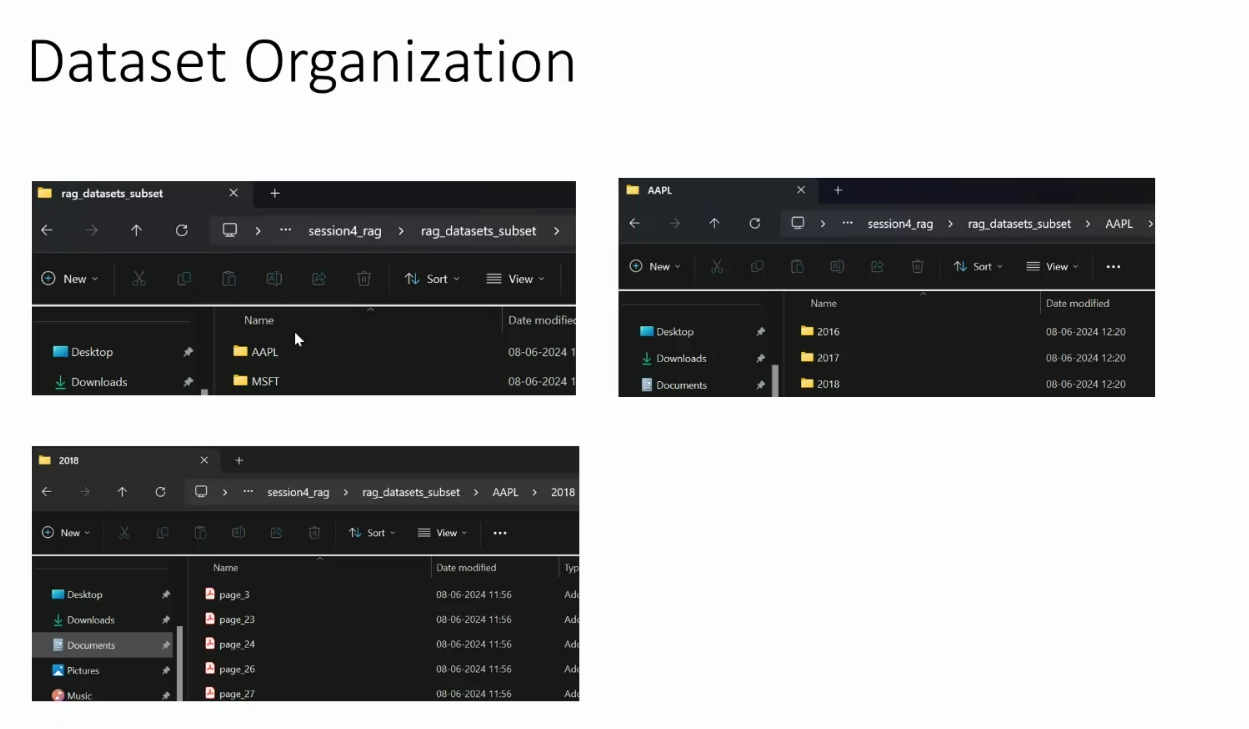 Dataset Organization
rag_datasets_subset
session4_rag > rag_datasets_subset >
New Sort View
Name Date modified
Desktop AAPL 08-06-2024 1
Downloads MSFT 08-06-2024 1
AAPL
session4_rag > rag_datasets_subset > AAPL >
New Sort View
Name Date modified
Desktop 2016 08-06-2024 12:20
Downloads 2017 08-06-2024 12:20
Documents 2018 08-06-2024 12:20
2018
session4_rag > rag_datasets_subset > AAPL > 2018
New Sort View
Name Date modified Typ
Desktop page_3 08-06-2024 11:56 Ado
Downloads page_23 08-06-2024 11:56 Ado
Documents page_24 08-06-2024 11:56 Ado
Pictures page_26 08-06-2024 11:56 Ado
Music page_27 08-06-2024 11:56 Ado